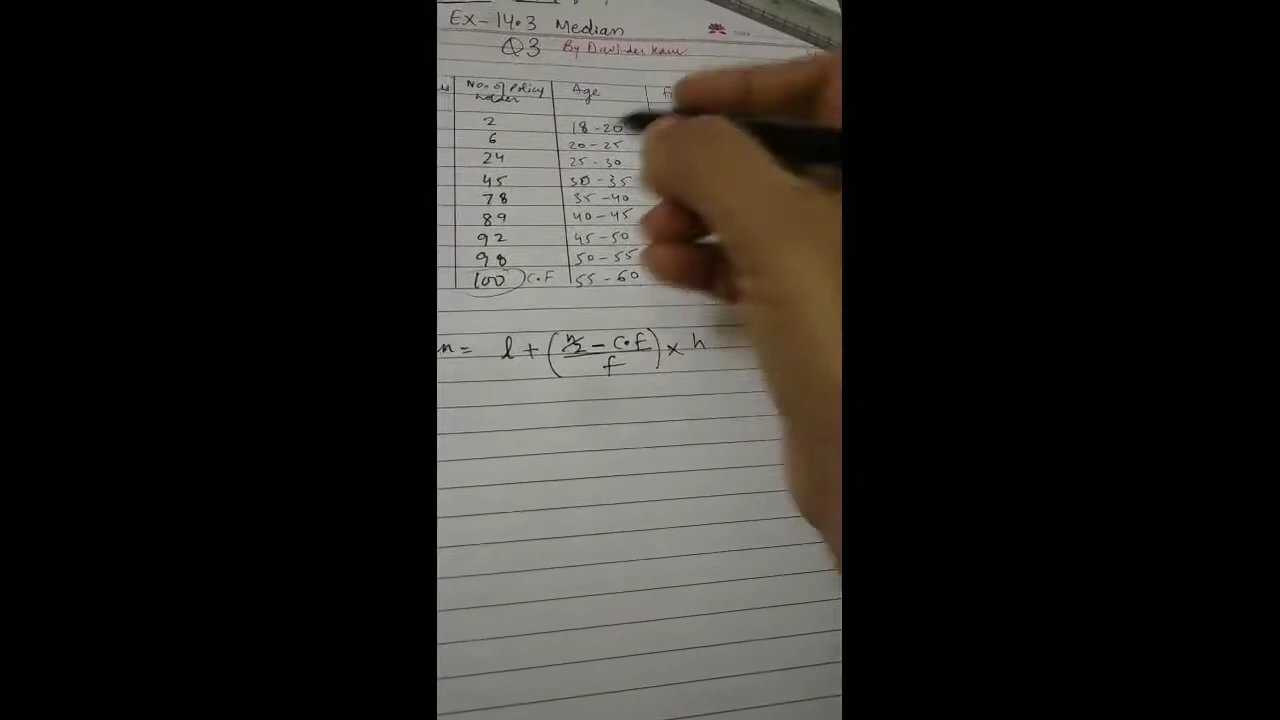 Ex-14.3 Median
Q3 By Davinder Kaur
No. of Policy holder Age
2 18-20
6 20-25
24 25-30
45 30-35
78 35-40
89 40-45
92 45-50
98 50-55
100 C.F 55-60
n = l + (n/2 - C.F / f) × h